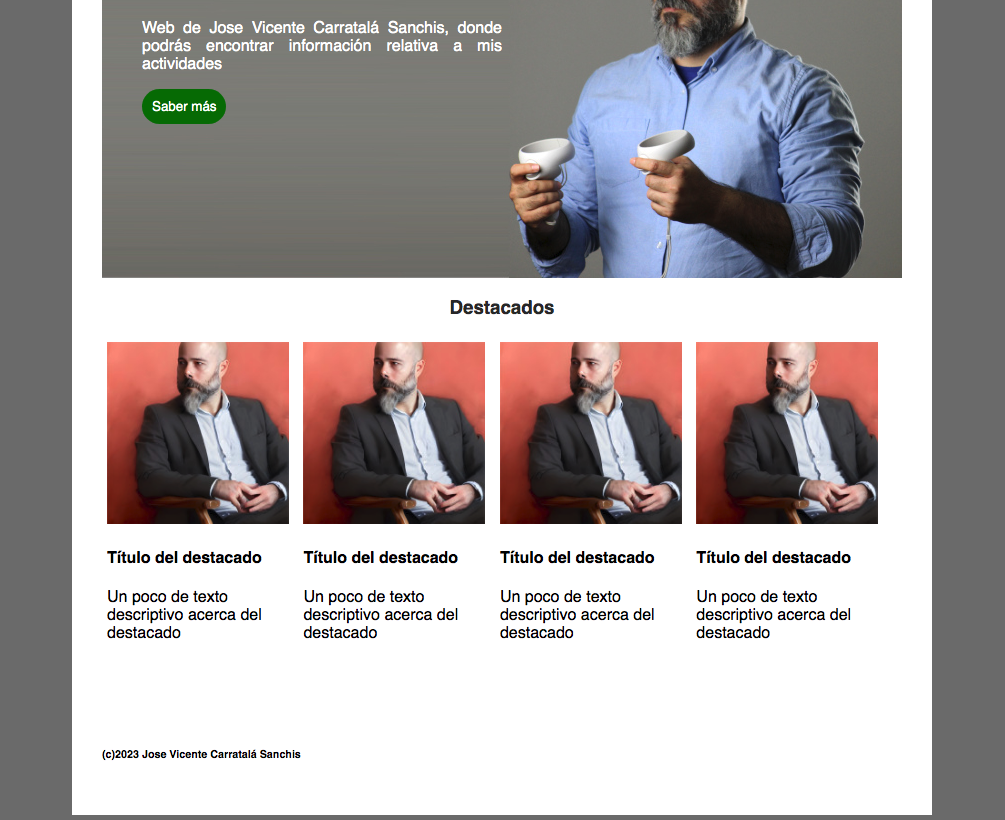 Web de Jose Vicente Carratalá Sanchis, donde
podrás encontrar información relativa a mis
actividades
Saber más
Destacados
Título del destacado
Un poco de texto
descriptivo acerca del
destacado
Título del destacado
Un poco de texto
descriptivo acerca del
destacado
Título del destacado
Un poco de texto
descriptivo acerca del
destacado
Título del destacado
Un poco de texto
descriptivo acerca del
destacado
(c)2023 Jose Vicente Carratalá Sanchis